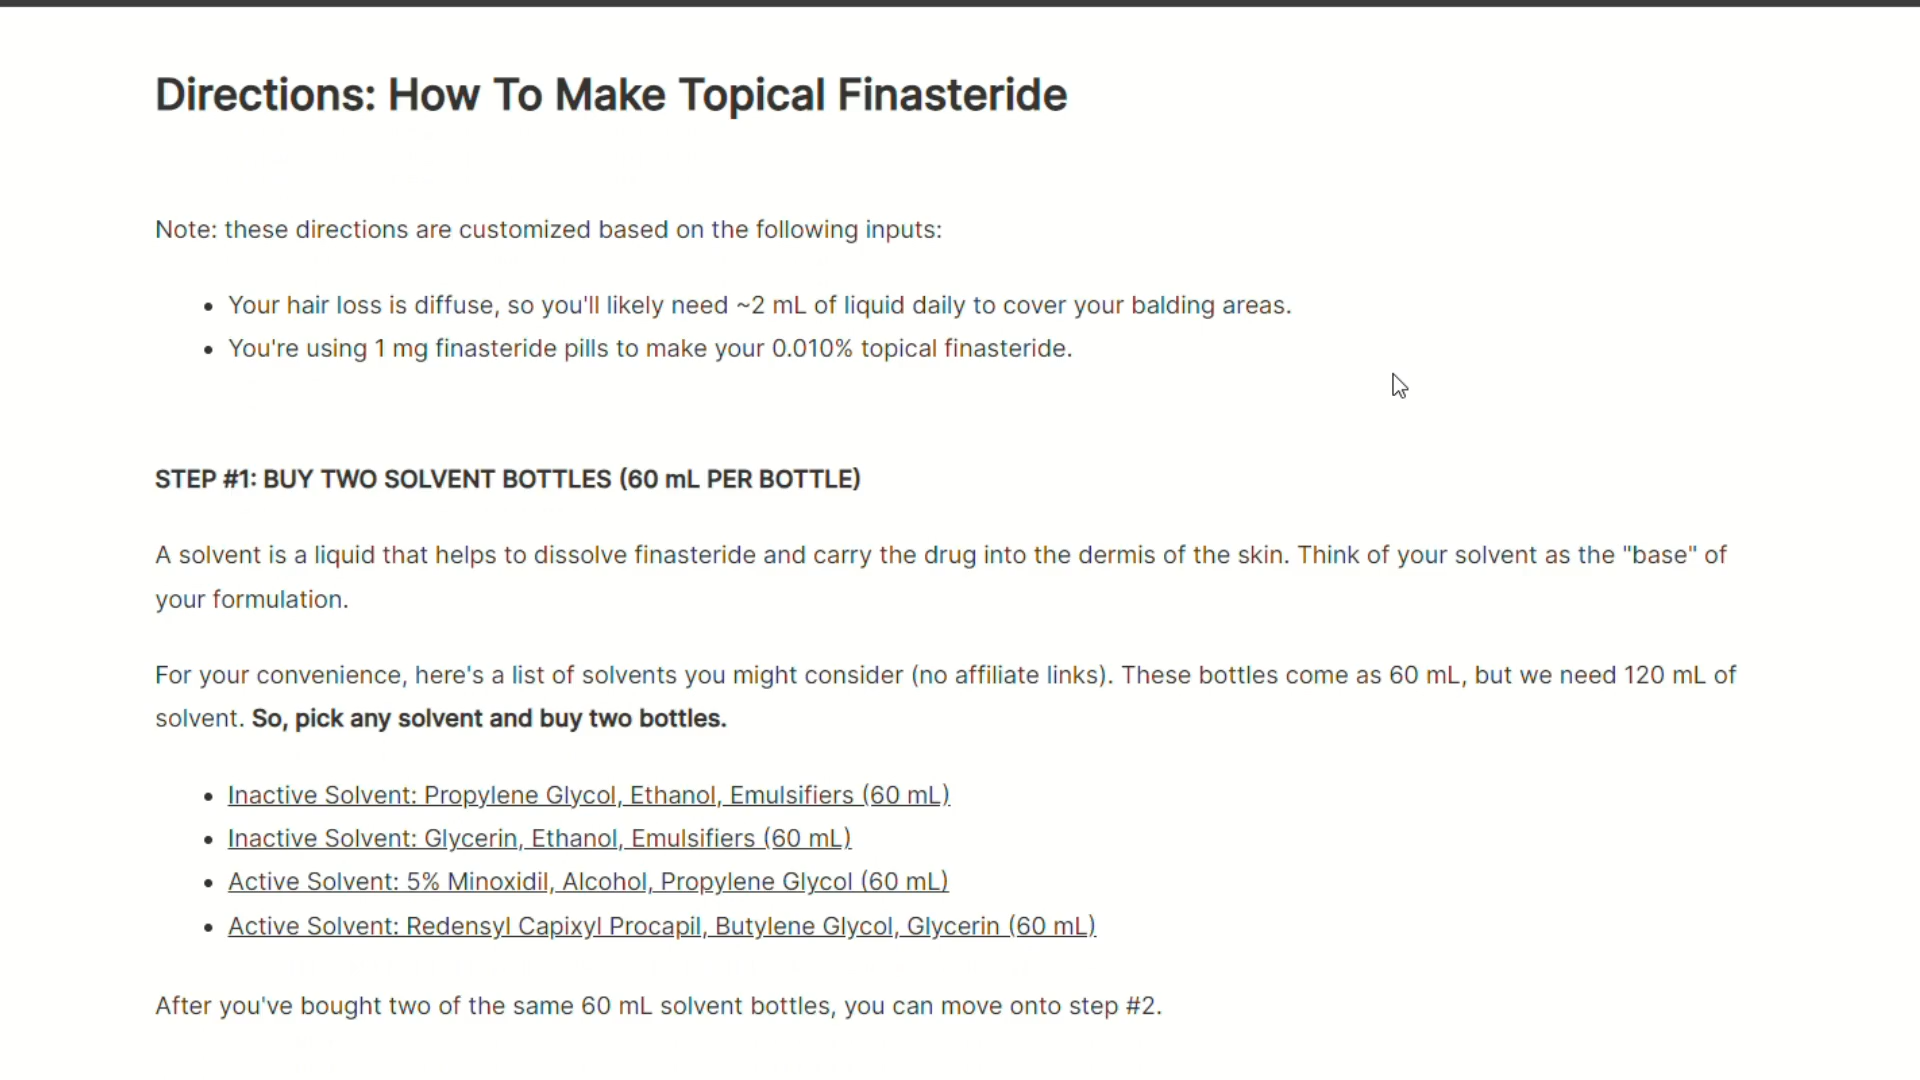 Directions: How To Make Topical Finasteride
Note: these directions are customized based on the following inputs:
• Your hair loss is diffuse, so you'll likely need ~2 mL of liquid daily to cover your balding areas.
• You're using 1 mg finasteride pills to make your 0.010% topical finasteride.
STEP #1: BUY TWO SOLVENT BOTTLES (60 mL PER BOTTLE)
A solvent is a liquid that helps to dissolve finasteride and carry the drug into the dermis of the skin. Think of your solvent as the "base" of
your formulation.
For your convenience, here's a list of solvents you might consider (no affiliate links). These bottles come as 60 mL, but we need 120 mL of
solvent. So, pick any solvent and buy two bottles.
• Inactive Solvent: Propylene Glycol, Ethanol, Emulsifiers (60 mL)
• Inactive Solvent: Glycerin, Ethanol, Emulsifiers (60 mL)
• Active Solvent: 5% Minoxidil, Alcohol, Propylene Glycol (60 mL)
• Active Solvent: Redensyl Capixyl Procapil, Butylene Glycol, Glycerin (60 mL)
After you've bought two of the same 60 mL solvent bottles, you can move onto step #2.